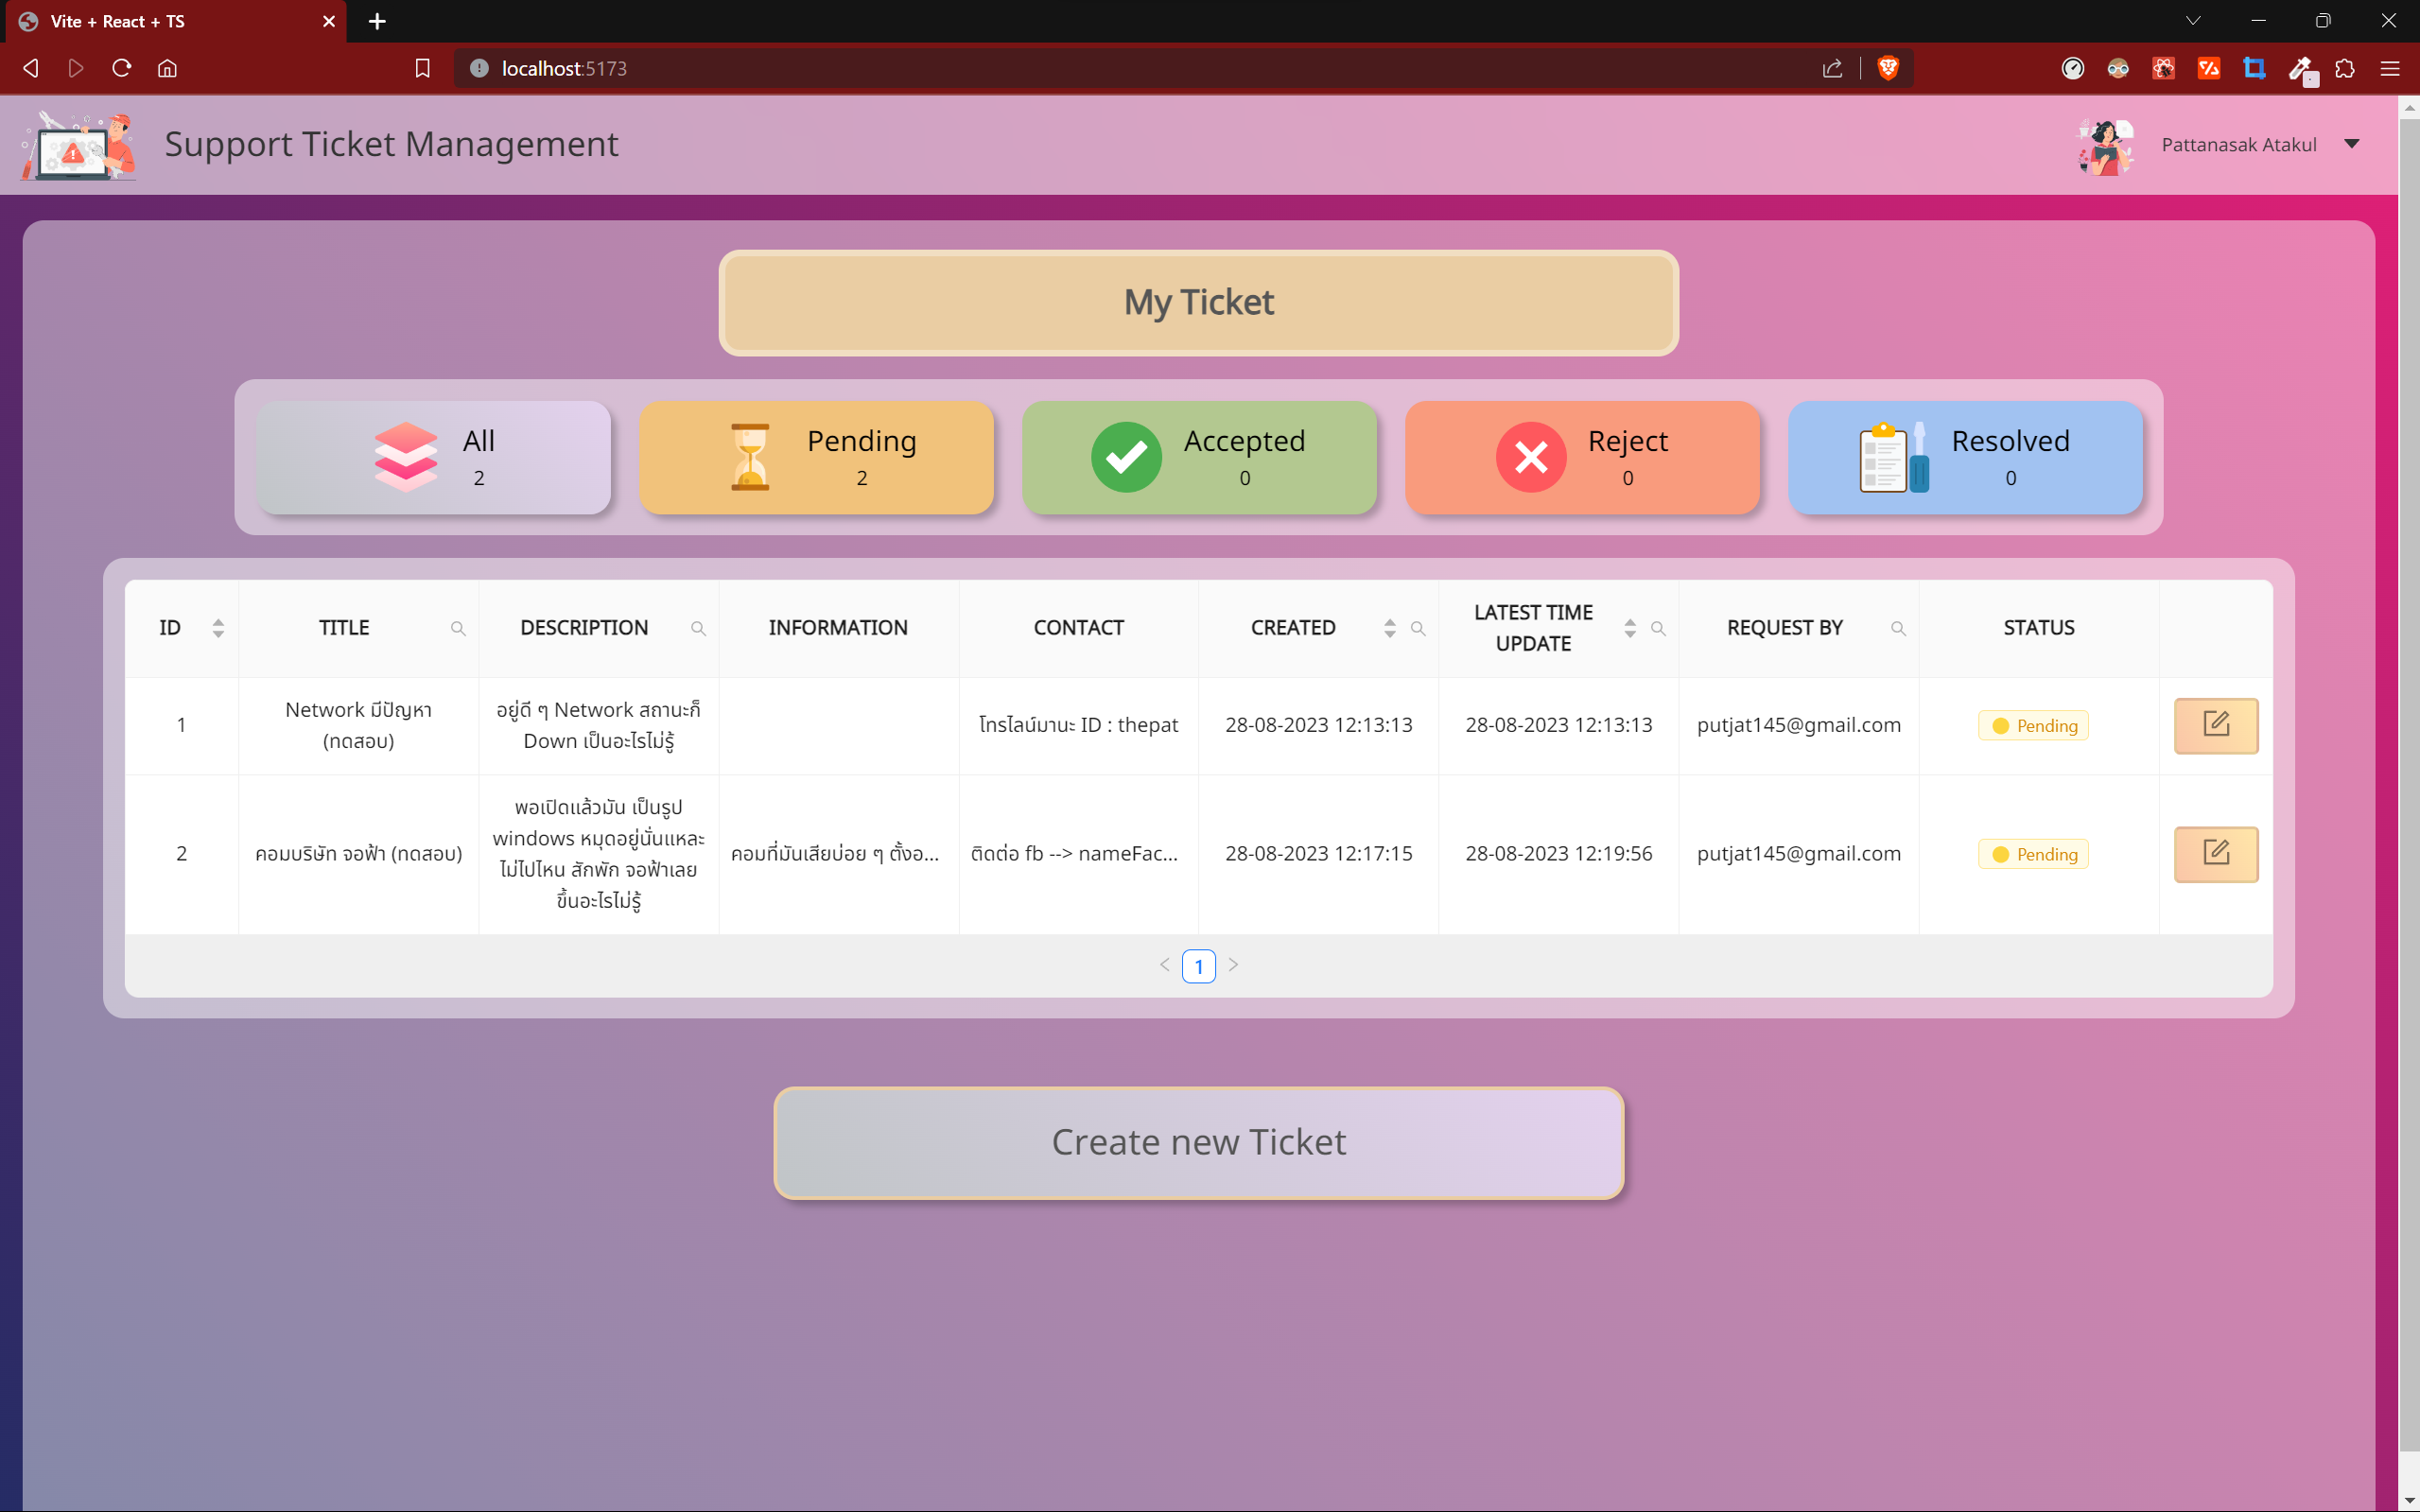 Vite + React + TS
localhost:5173
Support Ticket Management
Pattanasak Atakul
My Ticket
All
2
Pending
2
Accepted
0
Reject
0
Resolved
0
ID
TITLE
DESCRIPTION
INFORMATION
CONTACT
CREATED
LATEST TIME
UPDATE
REQUEST BY
STATUS
1
Network มีปัญหา
(ทดสอบ)
อยู่ดี ๆ Network สถานะก็
Down เป็นอะไรไม่รู้
โทรไลน์มานะ ID : thepat
28-08-2023 12:13:13
28-08-2023 12:13:13
putjat145@gmail.com
Pending
2
คอมบริษัท จอฟ้า (ทดสอบ)
พอเปิดแล้วมัน เป็นรูป
windows หมุดอยู่นั่นแหละ
ไม่ไปไหน สักพัก จอฟ้าเลย
ขึ้นอะไรไม่รู้
คอมที่มันเสียบ่อย ๆ ตั้งอ...
ติดต่อ fb --> nameFac...
28-08-2023 12:17:15
28-08-2023 12:19:56
putjat145@gmail.com
Pending
1
Create new Ticket